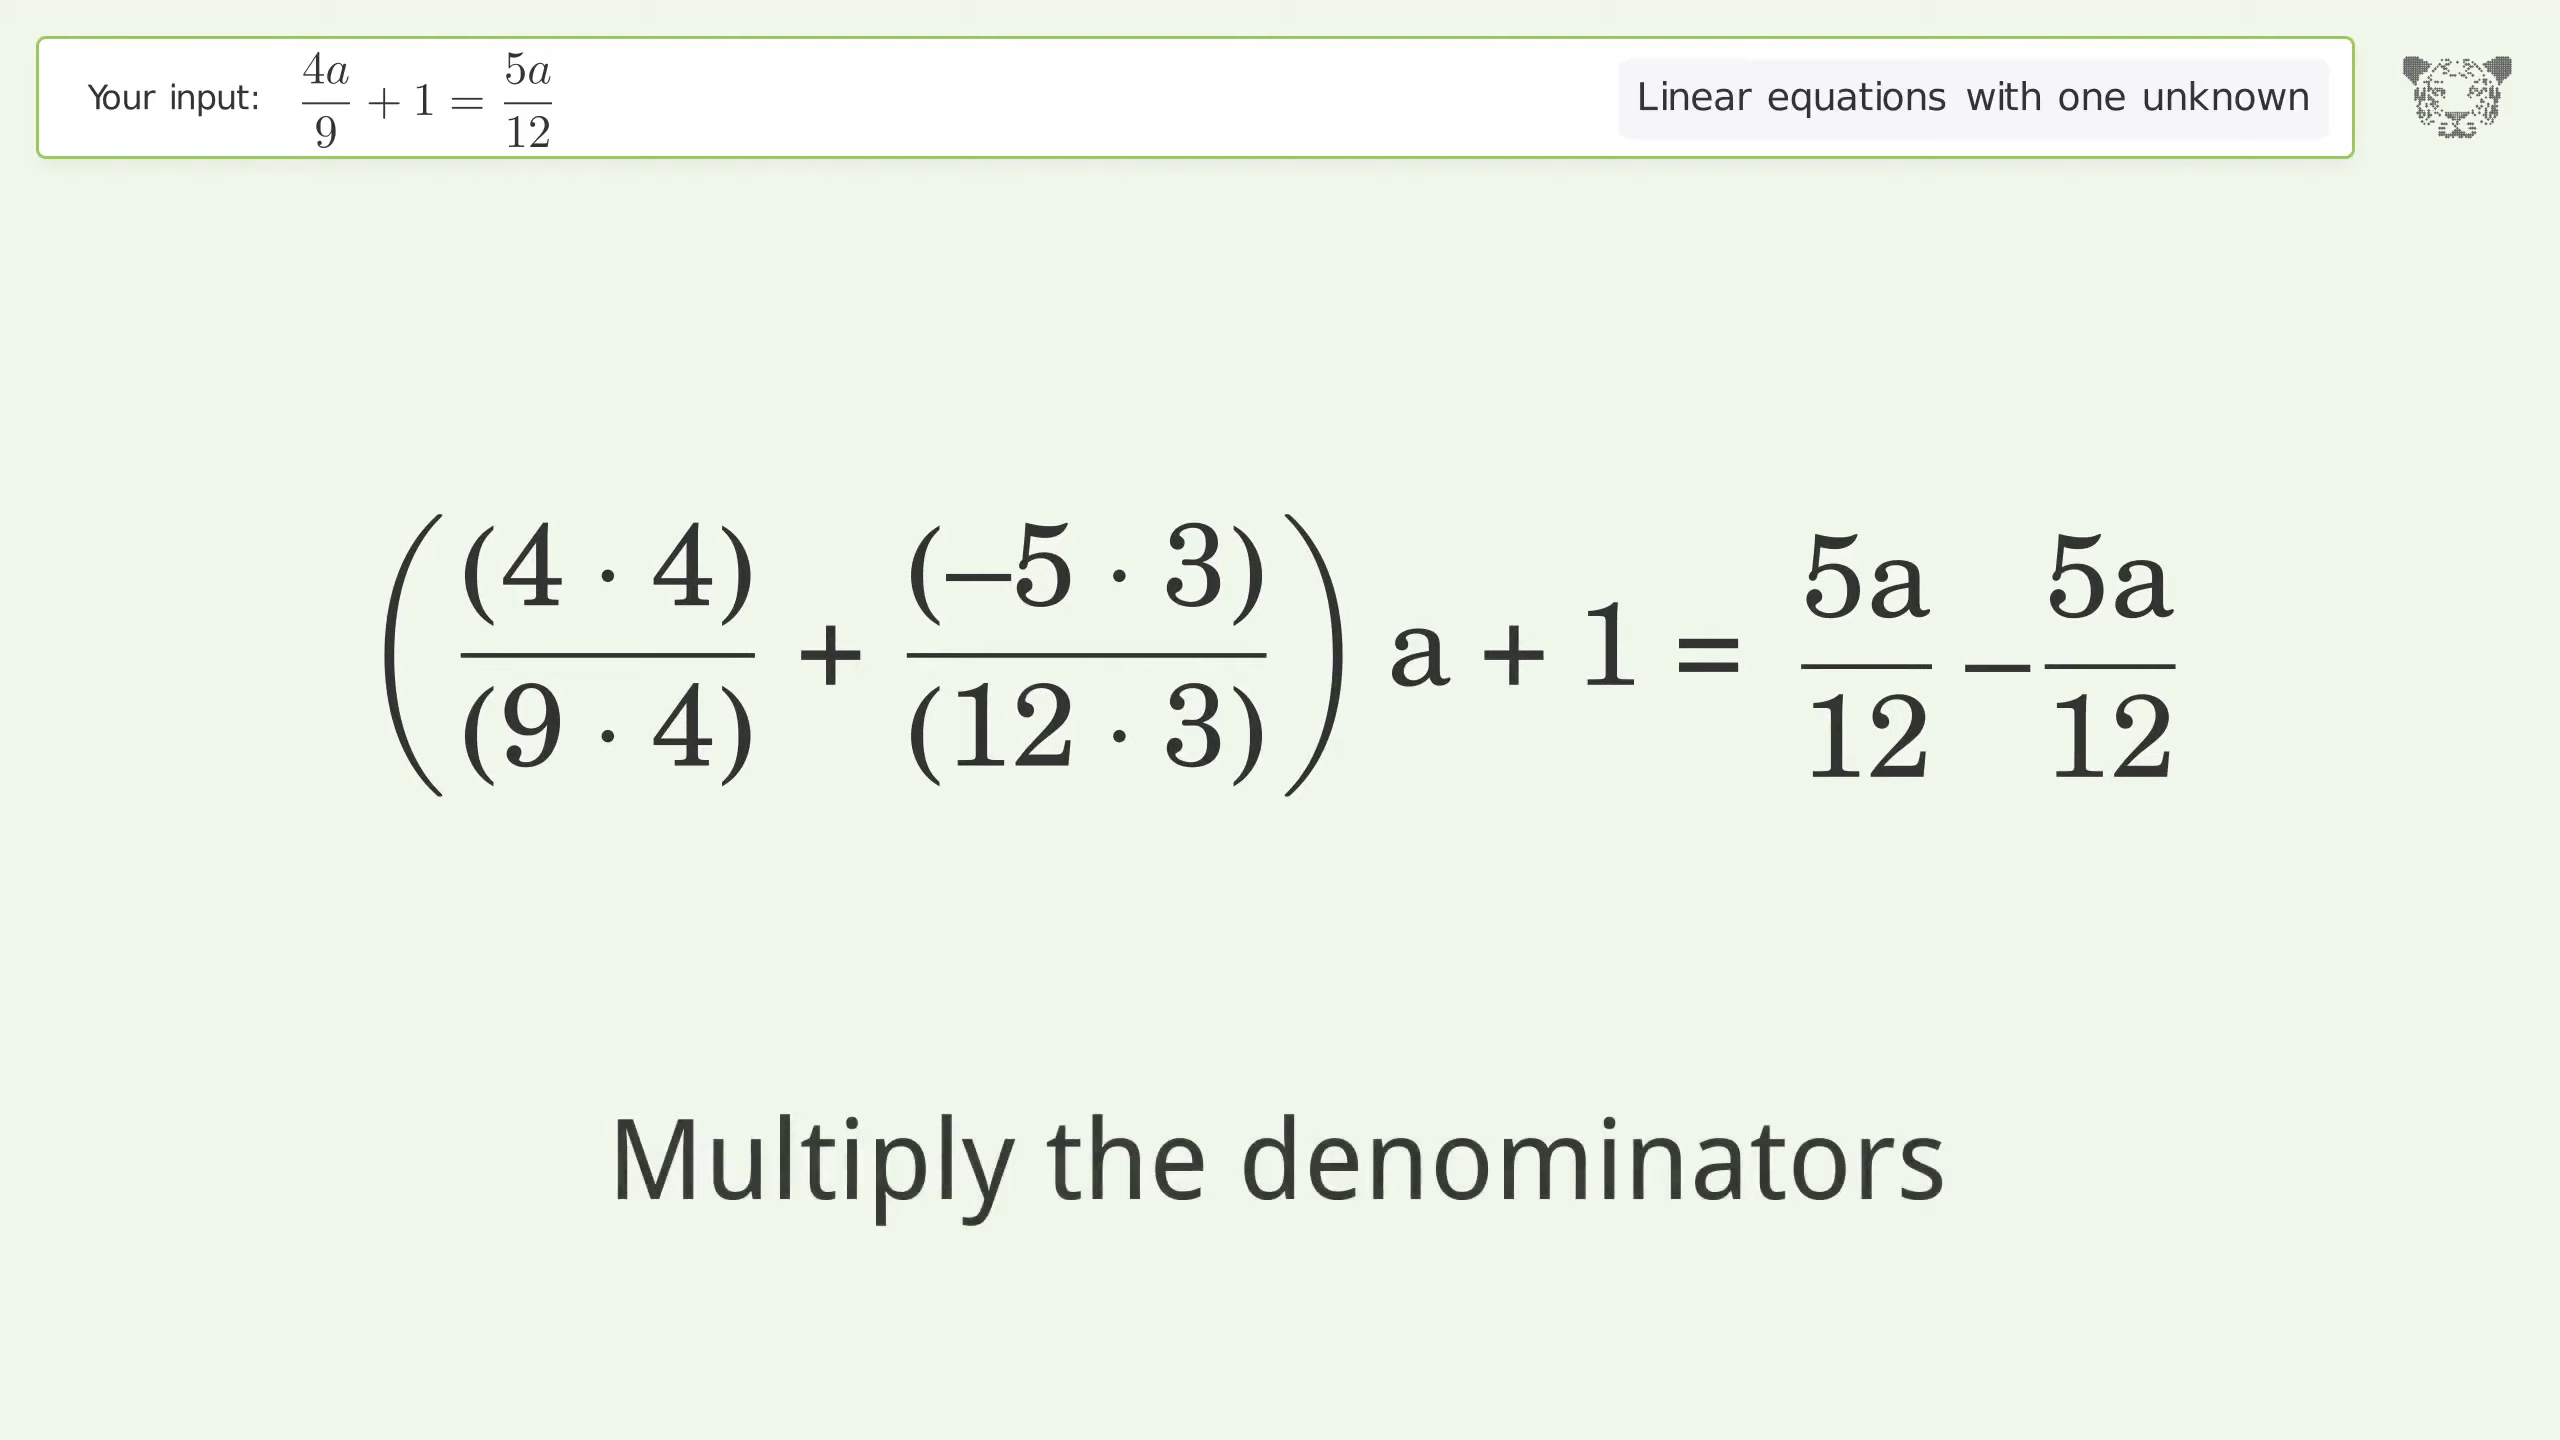 Your input: 4a/9 + 1 = 5a/12
Linear equations with one unknown
((4 · 4)/(9 · 4) + (–5 · 3)/(12 · 3)) a + 1 = 5a/12 – 5a/12
Multiply the denominators